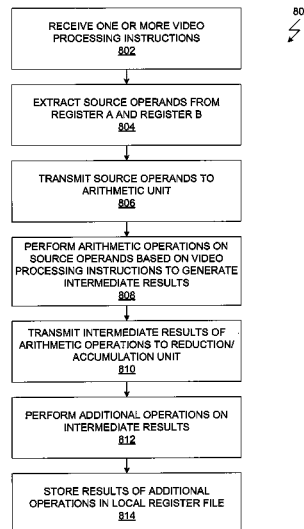 80
RECEIVE ONE OR MORE VIDEO
PROCESSING INSTRUCTIONS
802
EXTRACT SOURCE OPERANDS FROM
REGISTER A AND REGISTER B
804
TRANSMIT SOURCE OPERANDS TO
ARITHMETIC UNIT
806
PERFORM ARITHMETIC OPERATIONS ON
SOURCE OPERANDS BASED ON VIDEO
PROCESSING INSTRUCTIONS TO GENERATE
INTERMEDIATE RESULTS
808
TRANSMIT INTERMEDIATE RESULTS OF
ARITHMETIC OPERATIONS TO REDUCTION/
ACCUMULATION UNIT
810
PERFORM ADDITIONAL OPERATIONS ON
INTERMEDIATE RESULTS
812
STORE RESULTS OF ADDITIONAL
OPERATIONS IN LOCAL REGISTER FILE
814